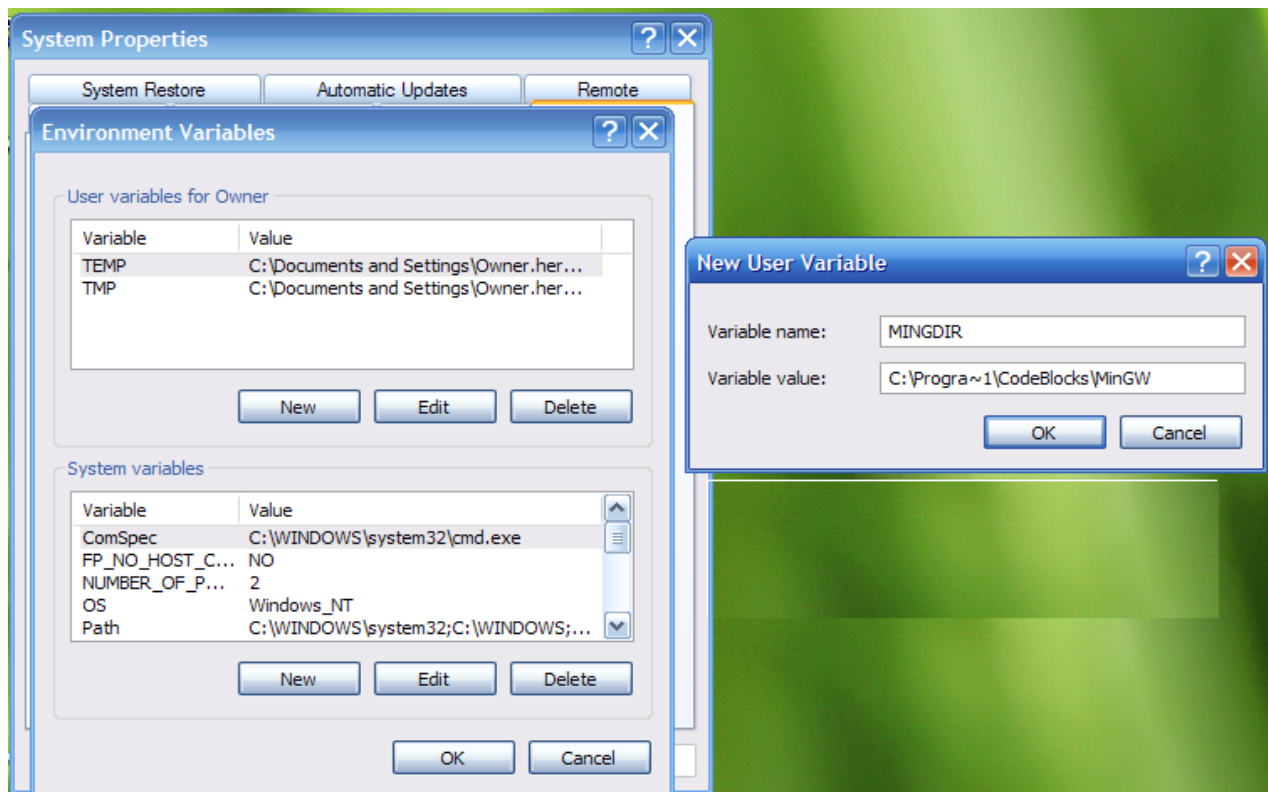 System Properties
System Restore Automatic Updates Remote
Environment Variables
User variables for Owner
Variable Value
TEMP C:\Documents and Settings\Owner.her...
TMP C:\Documents and Settings\Owner.her...
New Edit Delete
System variables
Variable Value
ComSpec C:\WINDOWS\system32\cmd.exe
FP_NO_HOST_C... NO
NUMBER_OF_P... 2
OS Windows_NT
Path C:\WINDOWS\system32;C:\WINDOWS;...
New Edit Delete
OK Cancel
New User Variable
Variable name: MINGDIR
Variable value: C:\Progra~1\CodeBlocks\MinGW
OK Cancel